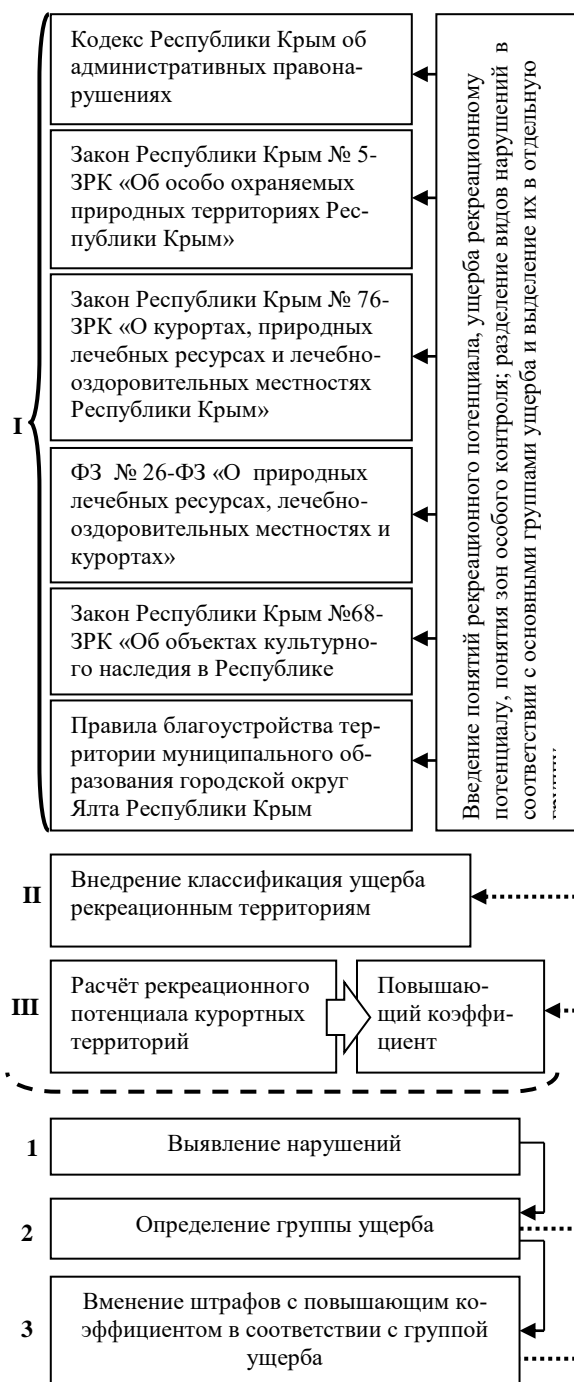 I
Кодекс Республики Крым об
административных правона-
рушениях
Закон Республики Крым № 5-
ЗРК «Об особо охраняемых
природных территориях Рес-
публики Крым»
Закон Республики Крым № 76-
ЗРК «О курортах, природных
лечебных ресурсах и лечебно-
оздоровительных местностях
Республики Крым»
ФЗ № 26-ФЗ «О природных
лечебных ресурсах, лечебно-
оздоровительных местностях и
курортах»
Закон Республики Крым №68-
ЗРК «Об объектах культурно-
го наследия в Республике
Правила благоустройства тер-
ритории муниципального об-
разования городской округ
Ялта Республики Крым
Введение понятий рекреационного потенциала, ущерба рекреационному
потенциалу, понятия зон особого контроля; разделение видов нарушений в
соответствии с основными группами ущерба и выделение их в отдельную
II
Внедрение классификация ущерба
рекреационным территориям
III
Расчёт рекреационного
потенциала курортных
территорий
Повышаю-
щий коэффи-
циент
1
Выявление нарушений
2
Определение группы ущерба
3
Вменение штрафов с повышающим ко-
эффициентом в соответствии с группой
ущерба